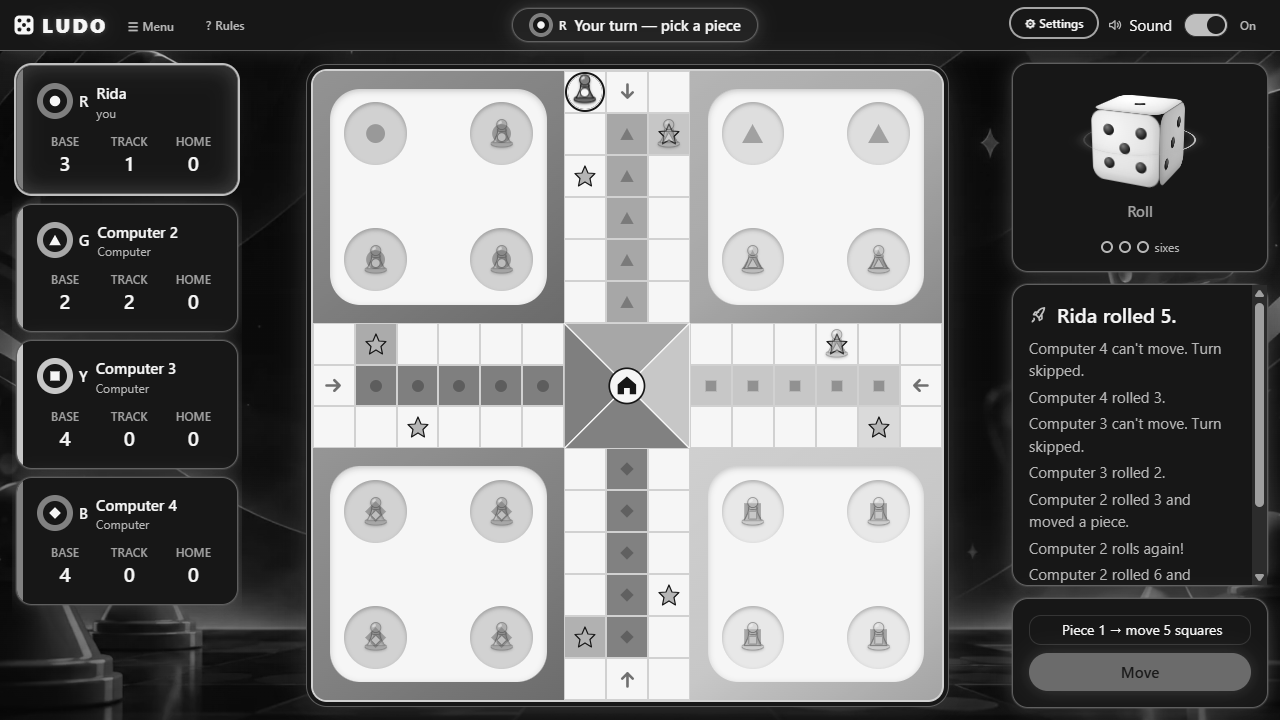 LUDO
☰ Menu
? Rules
R Your turn — pick a piece
⚙ Settings
Sound
On
R Rida
you
BASE TRACK HOME
3 1 0
G Computer 2
Computer
BASE TRACK HOME
2 2 0
Y Computer 3
Computer
BASE TRACK HOME
4 0 0
B Computer 4
Computer
BASE TRACK HOME
4 0 0
Roll
sixes
Rida rolled 5.
Computer 4 can't move. Turn
skipped.
Computer 4 rolled 3.
Computer 3 can't move. Turn
skipped.
Computer 3 rolled 2.
Computer 2 rolled 3 and
moved a piece.
Computer 2 rolls again!
Computer 2 rolled 6 and
Piece 1 → move 5 squares
Move